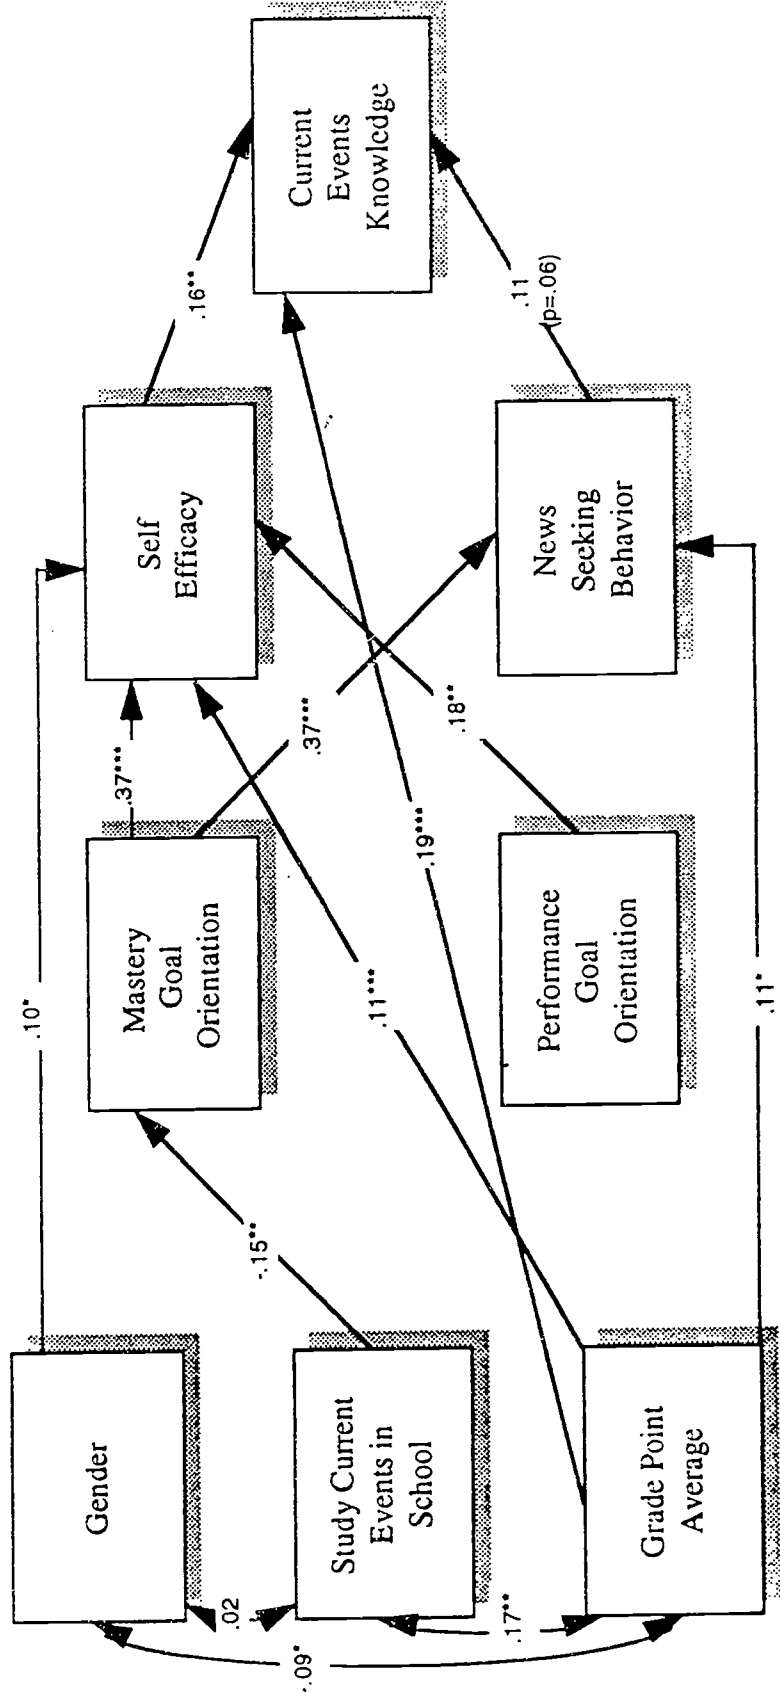 Gender
Study Current
Events in
School
Grade Point
Average
-.09*
.02
.17**
.10*
-.15**
Mastery
Goal
Orientation
Performance
Goal
Orientation
.37***
.37***
.11***
.19***
.18**
.11*
Self
Efficacy
News
Seeking
Behavior
.16**
.11
(p=.06)
Current
Events
Knowledge